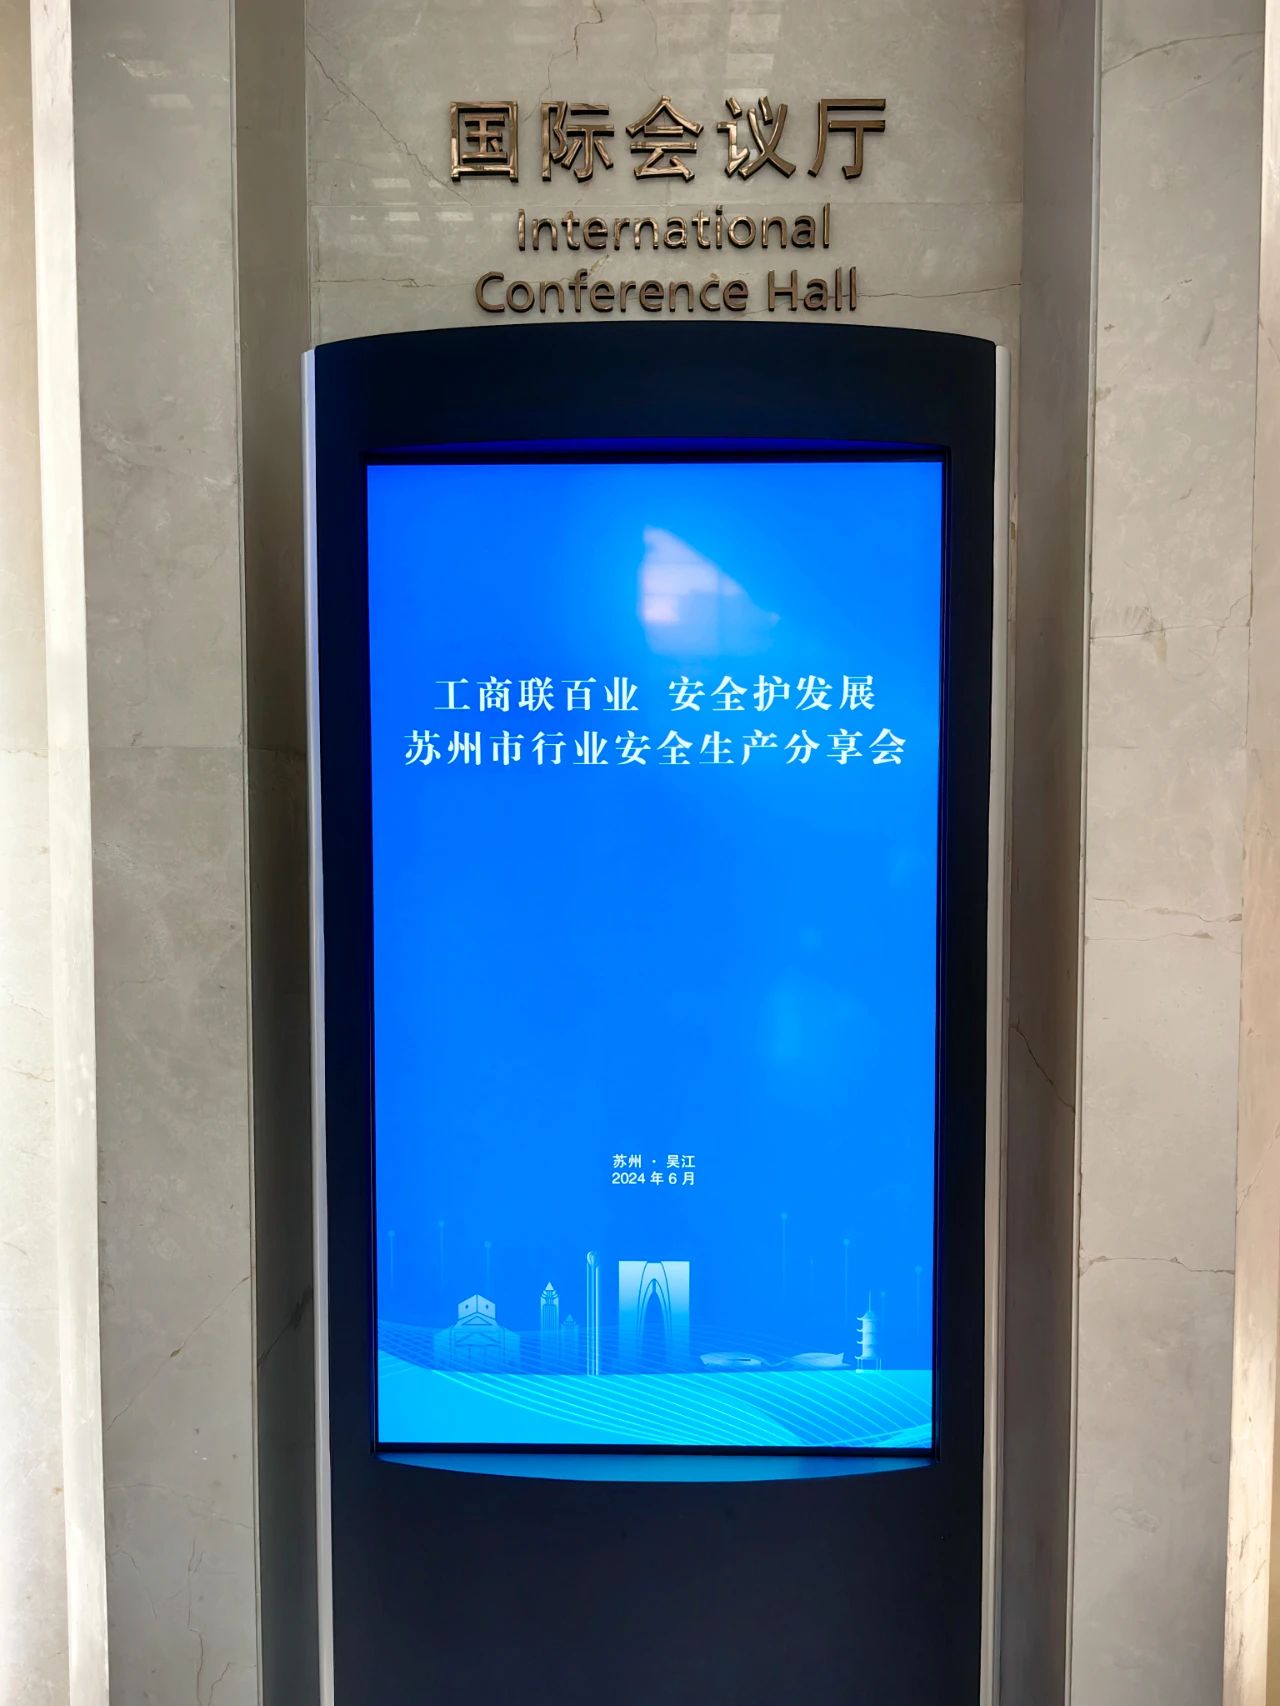 国际会议厅
International
Conference Hall
工商联百业 安全护发展
苏州市行业安全生产分享会
苏州 · 吴江
2024 年 6 月